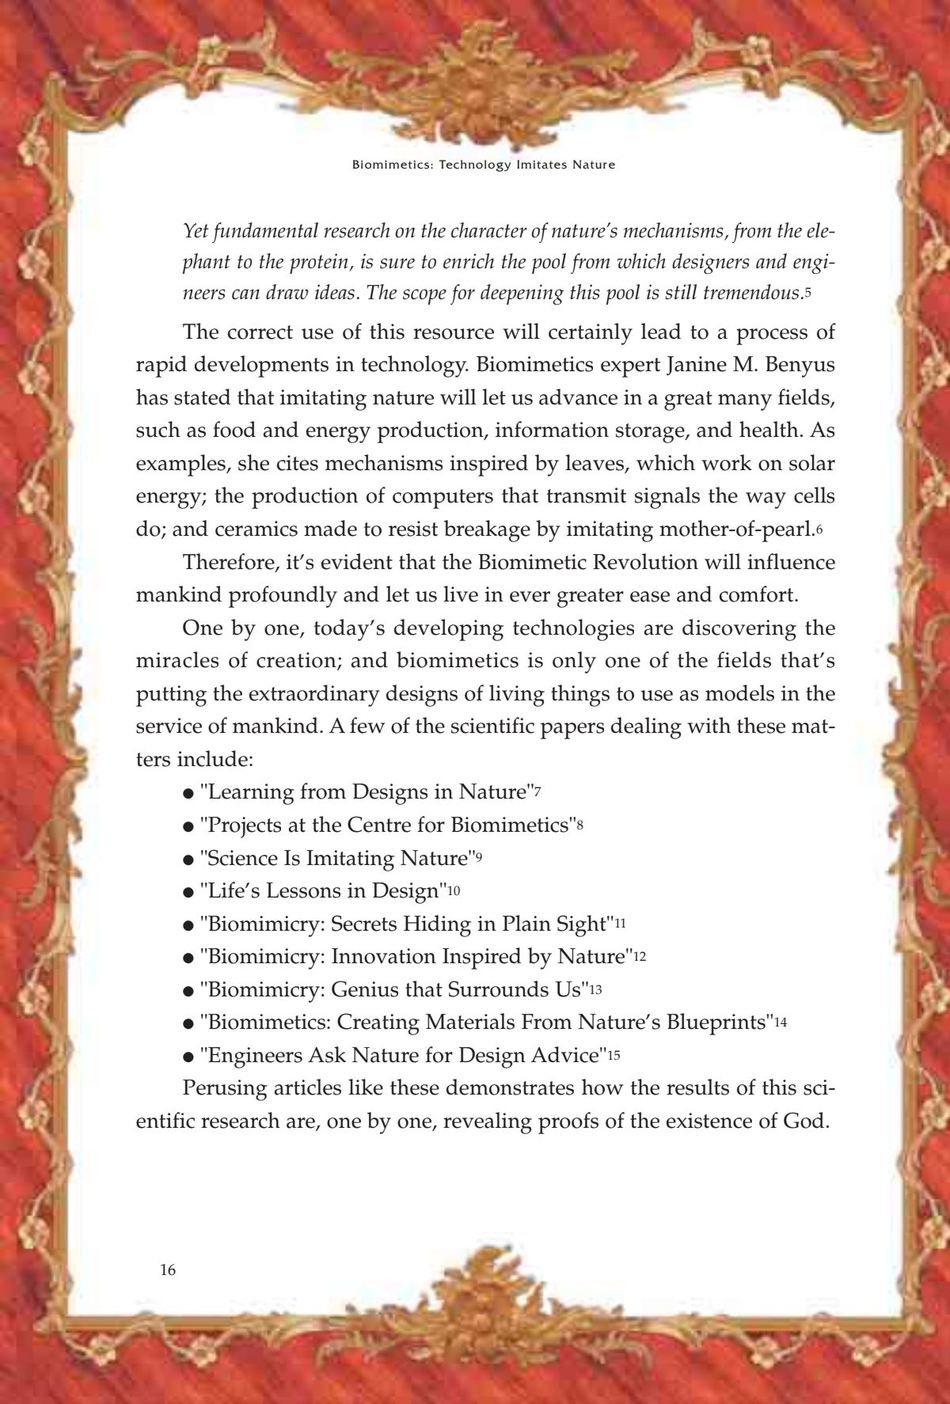 Biomimetics: Technology Imitates Nature
Yet fundamental research on the character of nature's mechanisms, from the ele-
phant to the protein, is sure to enrich the pool from which designers and engi-
neers can draw ideas. The scope for deepening this pool is still tremendous.5
The correct use of this resource will certainly lead to a process of
rapid developments in technology. Biomimetics expert Janine M. Benyus
has stated that imitating nature will let us advance in a great many fields,
such as food and energy production, information storage, and health. As
examples, she cites mechanisms inspired by leaves, which work on solar
energy; the production of computers that transmit signals the way cells
do; and ceramics made to resist breakage by imitating mother-of-pearl.6
Therefore, it's evident that the Biomimetic Revolution will influence
mankind profoundly and let us live in ever greater ease and comfort.
One by one, today's developing technologies are discovering the
miracles of creation; and biomimetics is only one of the fields that's
putting the extraordinary designs of living things to use as models in the
service of mankind. A few of the scientific papers dealing with these mat-
ters include:
● "Learning from Designs in Nature"7
● "Projects at the Centre for Biomimetics"8
● "Science Is Imitating Nature"9
● "Life's Lessons in Design"10
● "Biomimicry: Secrets Hiding in Plain Sight"11
● "Biomimicry: Innovation Inspired by Nature"12
● "Biomimicry: Genius that Surrounds Us"13
● "Biomimetics: Creating Materials From Nature's Blueprints"14
● "Engineers Ask Nature for Design Advice"15
Perusing articles like these demonstrates how the results of this sci-
entific research are, one by one, revealing proofs of the existence of God.
16